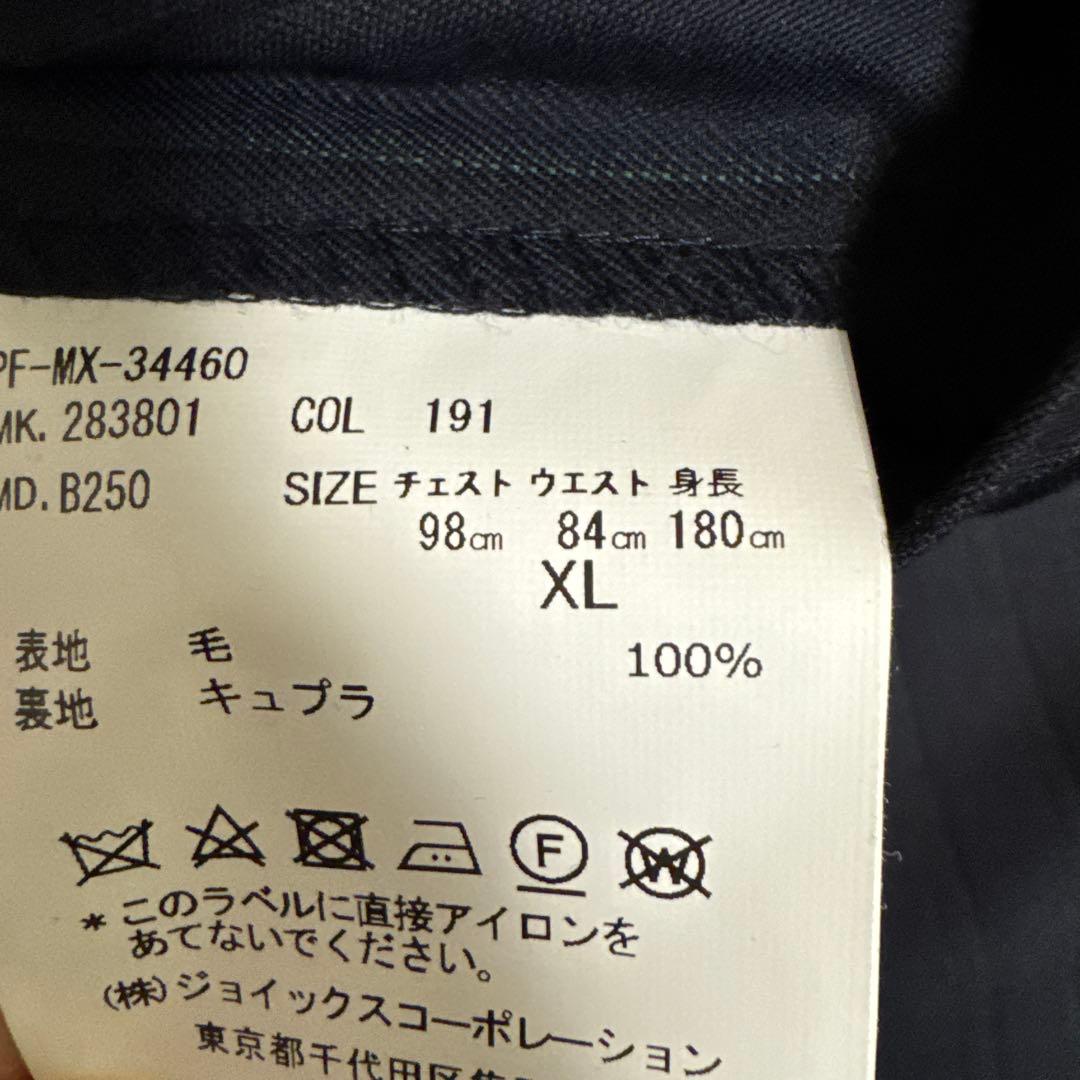 PF-MX-34460
MK. 283801 COL 191
MD. B250 SIZE チェスト ウエスト 身長
98cm 84cm 180cm
XL
表地 毛 100%
裏地 キュプラ
F W
* このラベルに直接アイロンを
あてないでください。
(株)ジョイックスコーポレーション
東京都千代田区